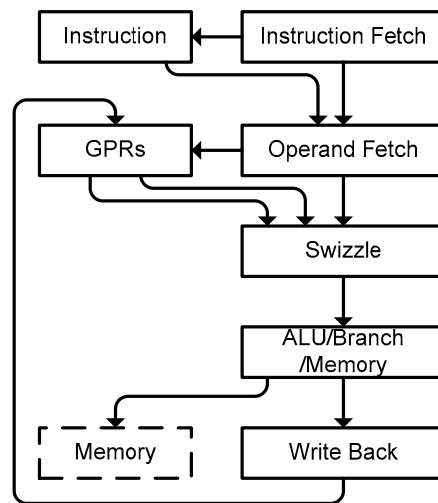 Instruction
Instruction Fetch
GPRs
Operand Fetch
Swizzle
ALU/Branch
/Memory
Memory
Write Back